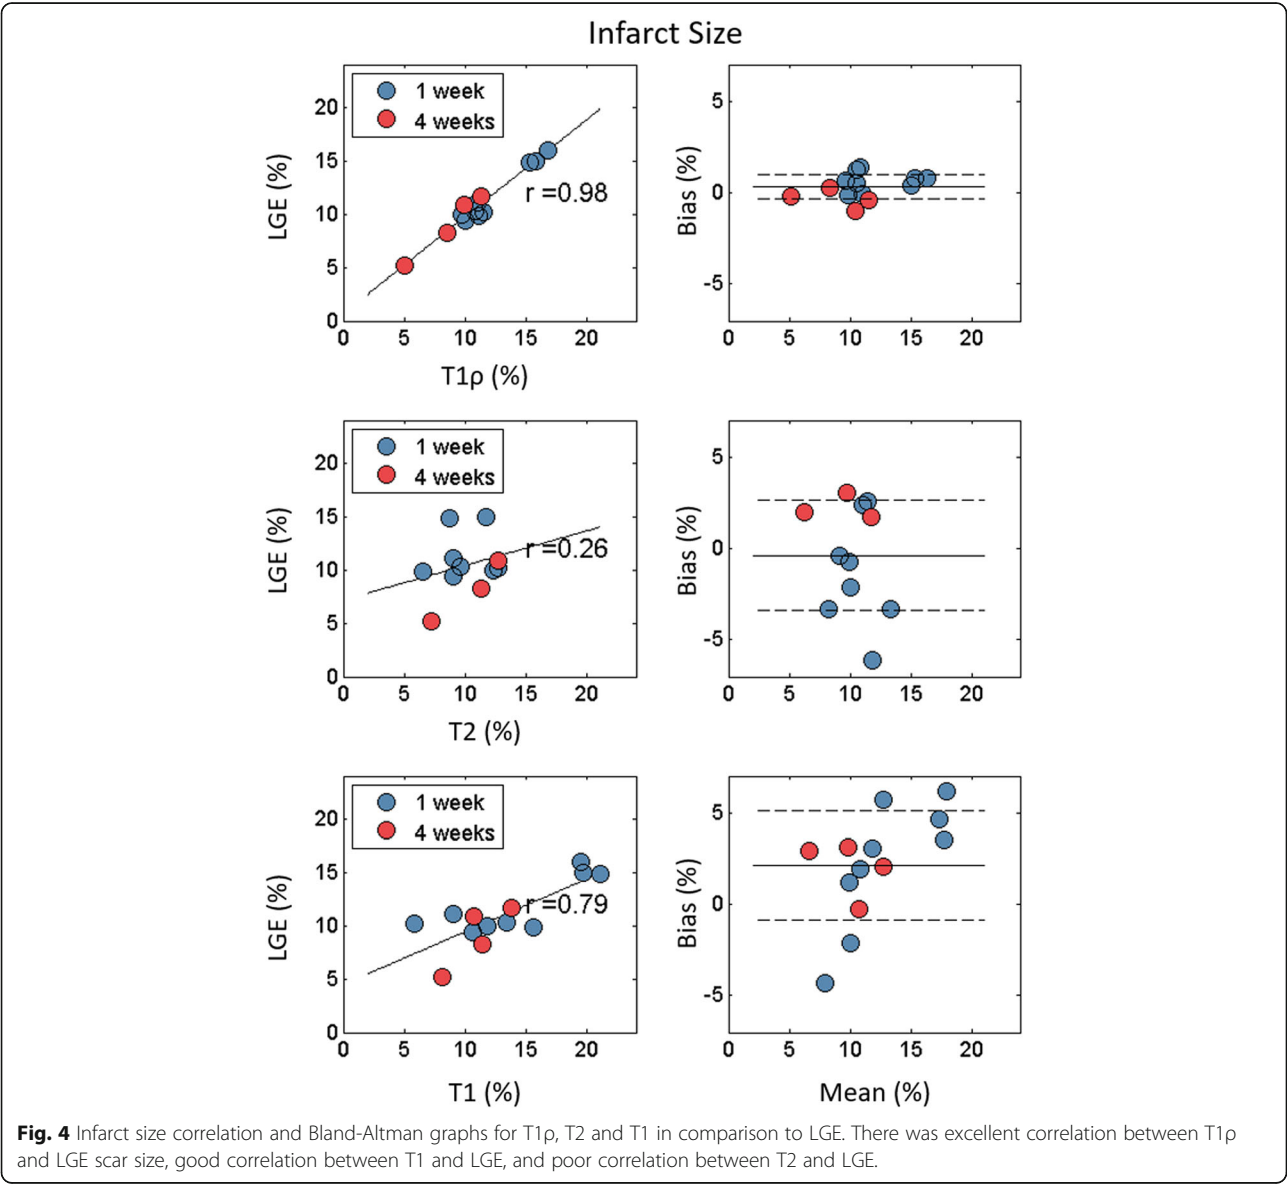 Infarct Size
1 week
4 weeks
20
15
10
5
0
LGE (%)
r =0.98
0 5 10 15 20
T1ρ (%)
5
0
-5
Bias (%)
0 5 10 15 20
1 week
4 weeks
20
15
10
5
0
LGE (%)
r =0.26
0 5 10 15 20
T2 (%)
5
0
-5
Bias (%)
0 5 10 15 20
1 week
4 weeks
20
15
10
5
0
LGE (%)
r =0.79
0 5 10 15 20
T1 (%)
5
0
-5
Bias (%)
0 5 10 15 20
Mean (%)
Fig. 4 Infarct size correlation and Bland-Altman graphs for T1ρ, T2 and T1 in comparison to LGE. There was excellent correlation between T1ρ
and LGE scar size, good correlation between T1 and LGE, and poor correlation between T2 and LGE.